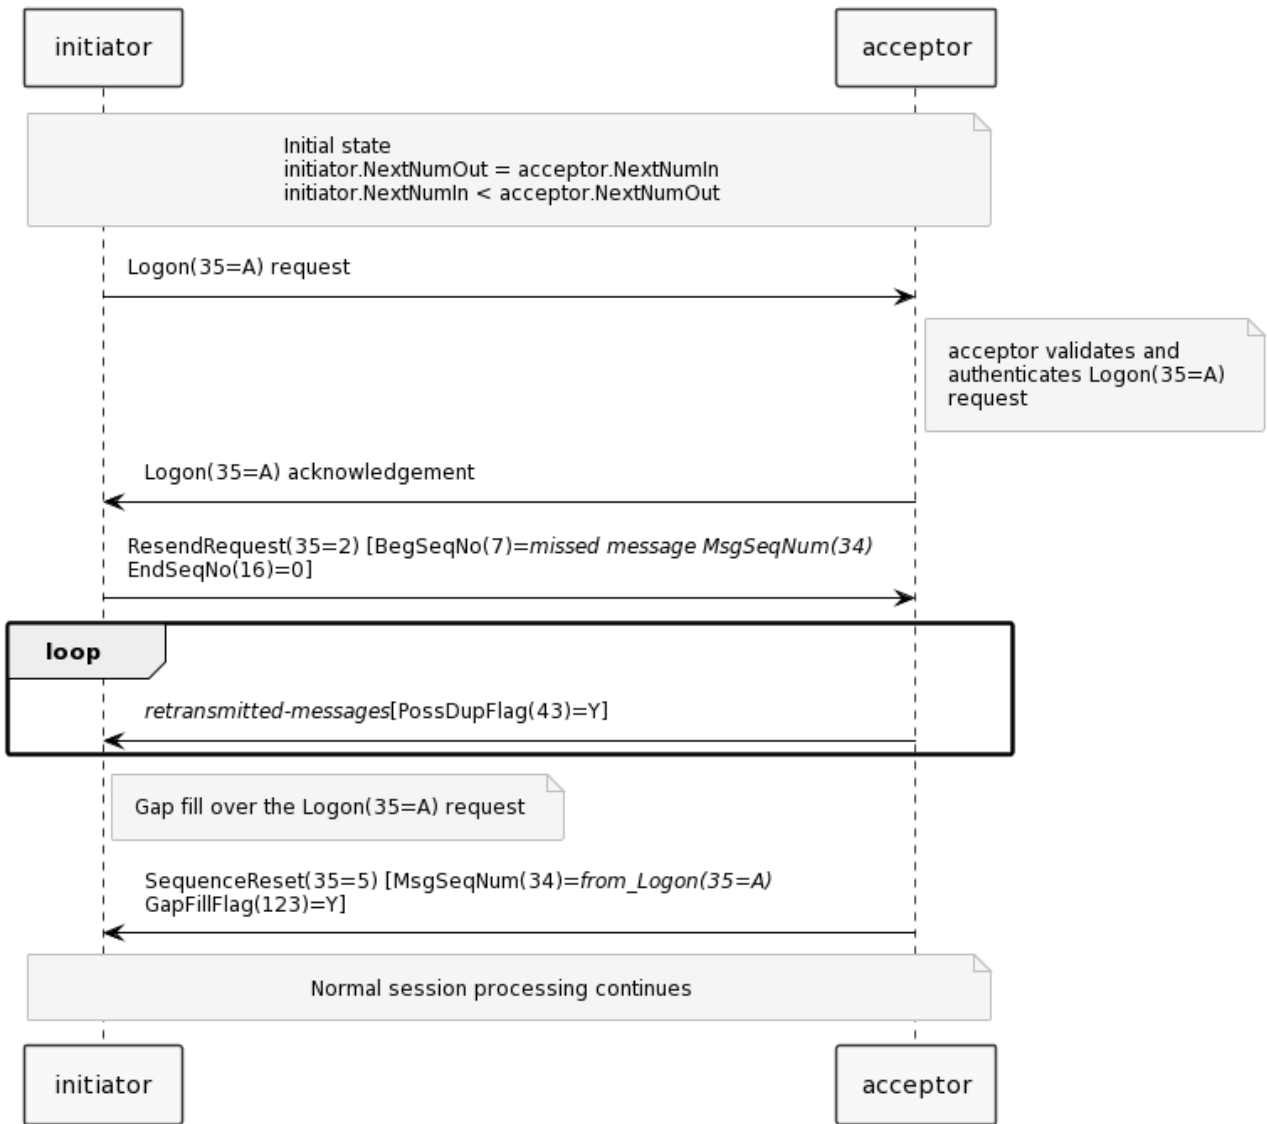 initiator
acceptor
Initial state
initiator.NextNumOut = acceptor.NextNumIn
initiator.NextNumIn < acceptor.NextNumOut
Logon(35=A) request
acceptor validates and
authenticates Logon(35=A)
request
Logon(35=A) acknowledgement
ResendRequest(35=2) [BegSeqNo(7)=missed message MsgSeqNum(34)
EndSeqNo(16)=0]
loop
retransmitted-messages[PossDupFlag(43)=Y]
Gap fill over the Logon(35=A) request
SequenceReset(35=5) [MsgSeqNum(34)=from_Logon(35=A)
GapFillFlag(123)=Y]
Normal session processing continues
initiator
acceptor